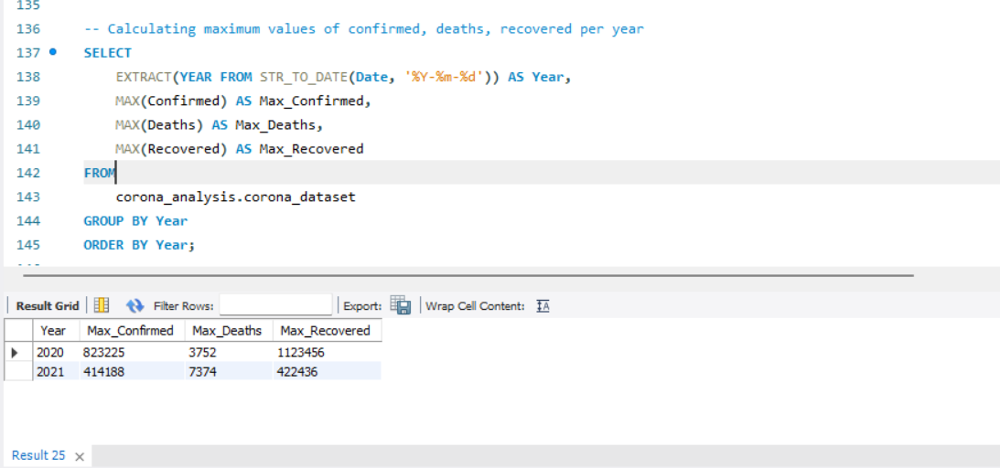 135
136 -- Calculating maximum values of confirmed, deaths, recovered per year
137 SELECT
138 EXTRACT(YEAR FROM STR_TO_DATE(Date, '%Y-%m-%d')) AS Year,
139 MAX(Confirmed) AS Max_Confirmed,
140 MAX(Deaths) AS Max_Deaths,
141 MAX(Recovered) AS Max_Recovered
142 FROM
143 corona_analysis.corona_dataset
144 GROUP BY Year
145 ORDER BY Year;
Result Grid Filter Rows: Export: Wrap Cell Content: IA
Year Max_Confirmed Max_Deaths Max_Recovered
2020 823225 3752 1123456
2021 414188 7374 422436
Result 25 ×